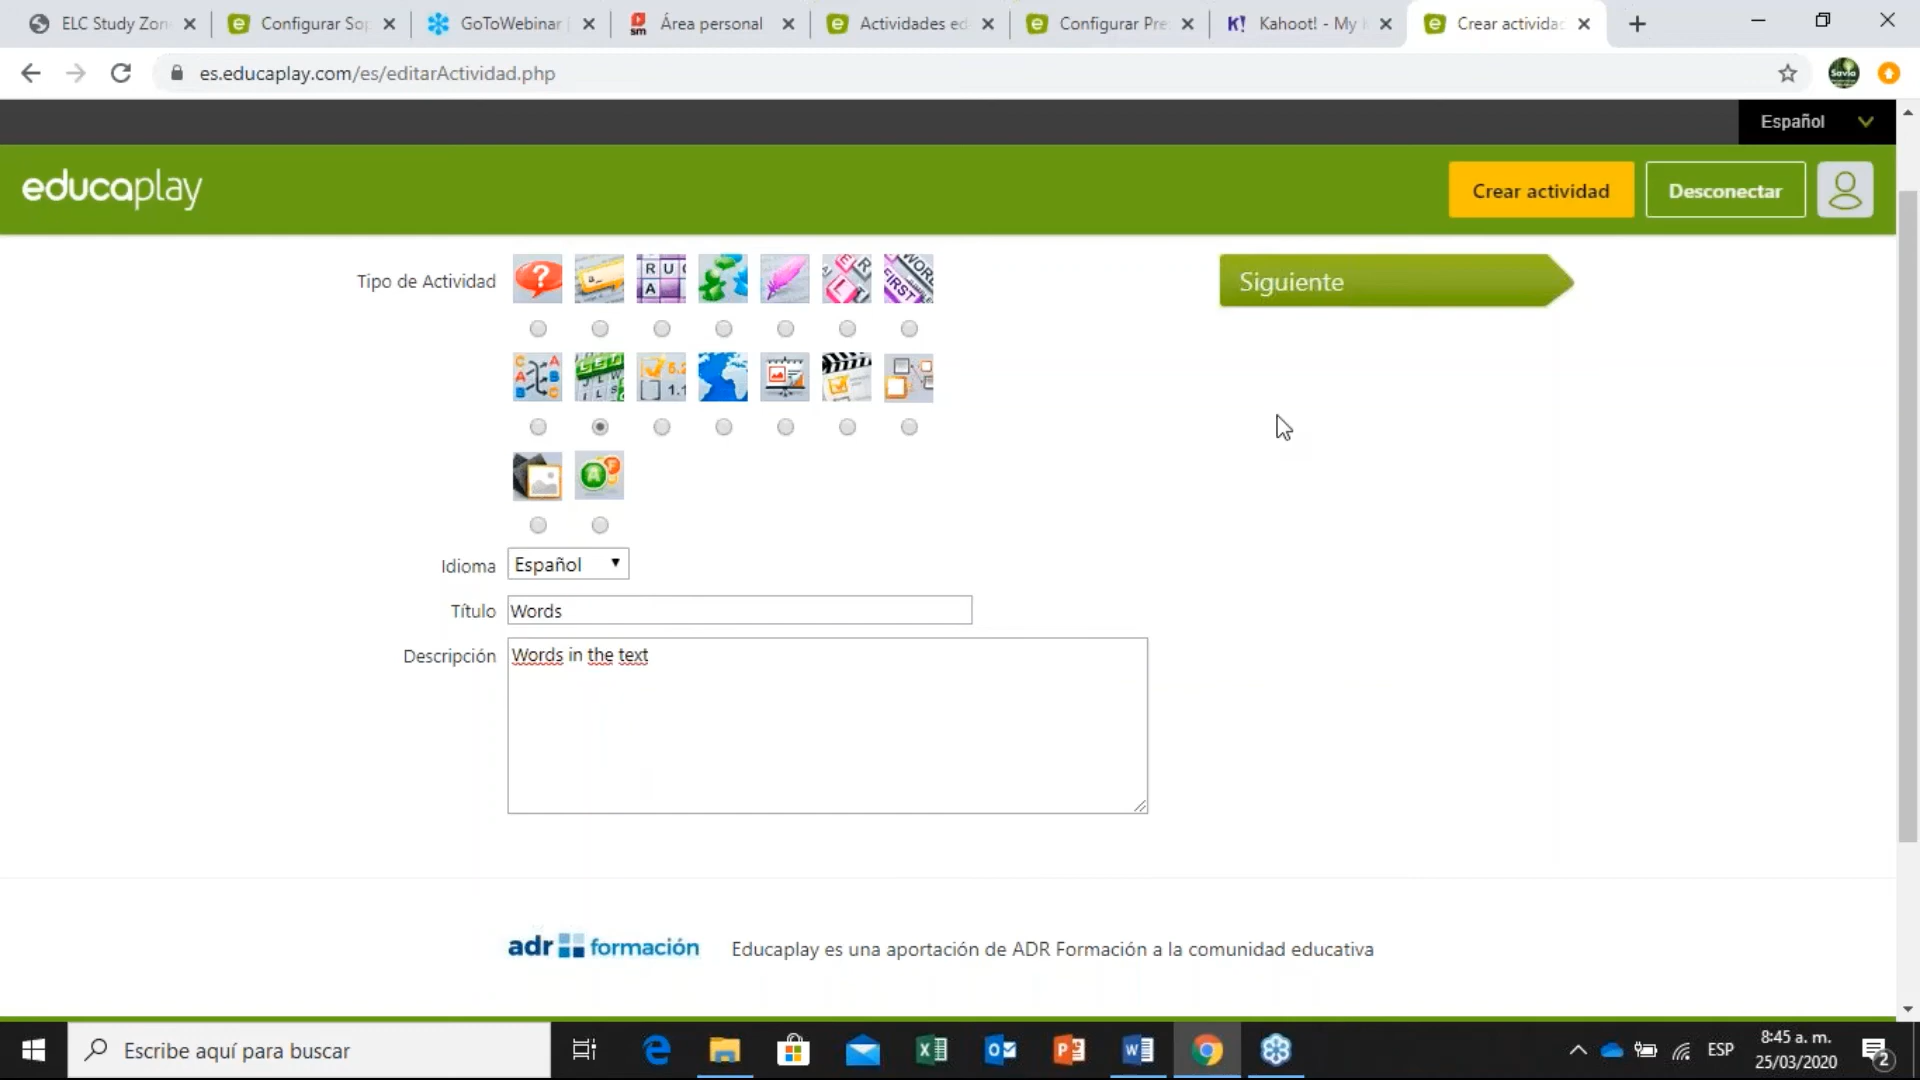 ELC Study Zon
Configurar Sop
GoToWebinar
Área personal
Actividades ed
Configurar Pre
Kahoot! - My
Crear actividad
es.educaplay.com/es/editarActividad.php
Español
educaplay
Crear actividad
Desconectar
Tipo de Actividad
Siguiente
Idioma
Español
Título
Words
Descripción
Words in the text
adr formación
Educaplay es una aportación de ADR Formación a la comunidad educativa
Escribe aquí para buscar
ESP
8:45 a. m.
25/03/2020
2